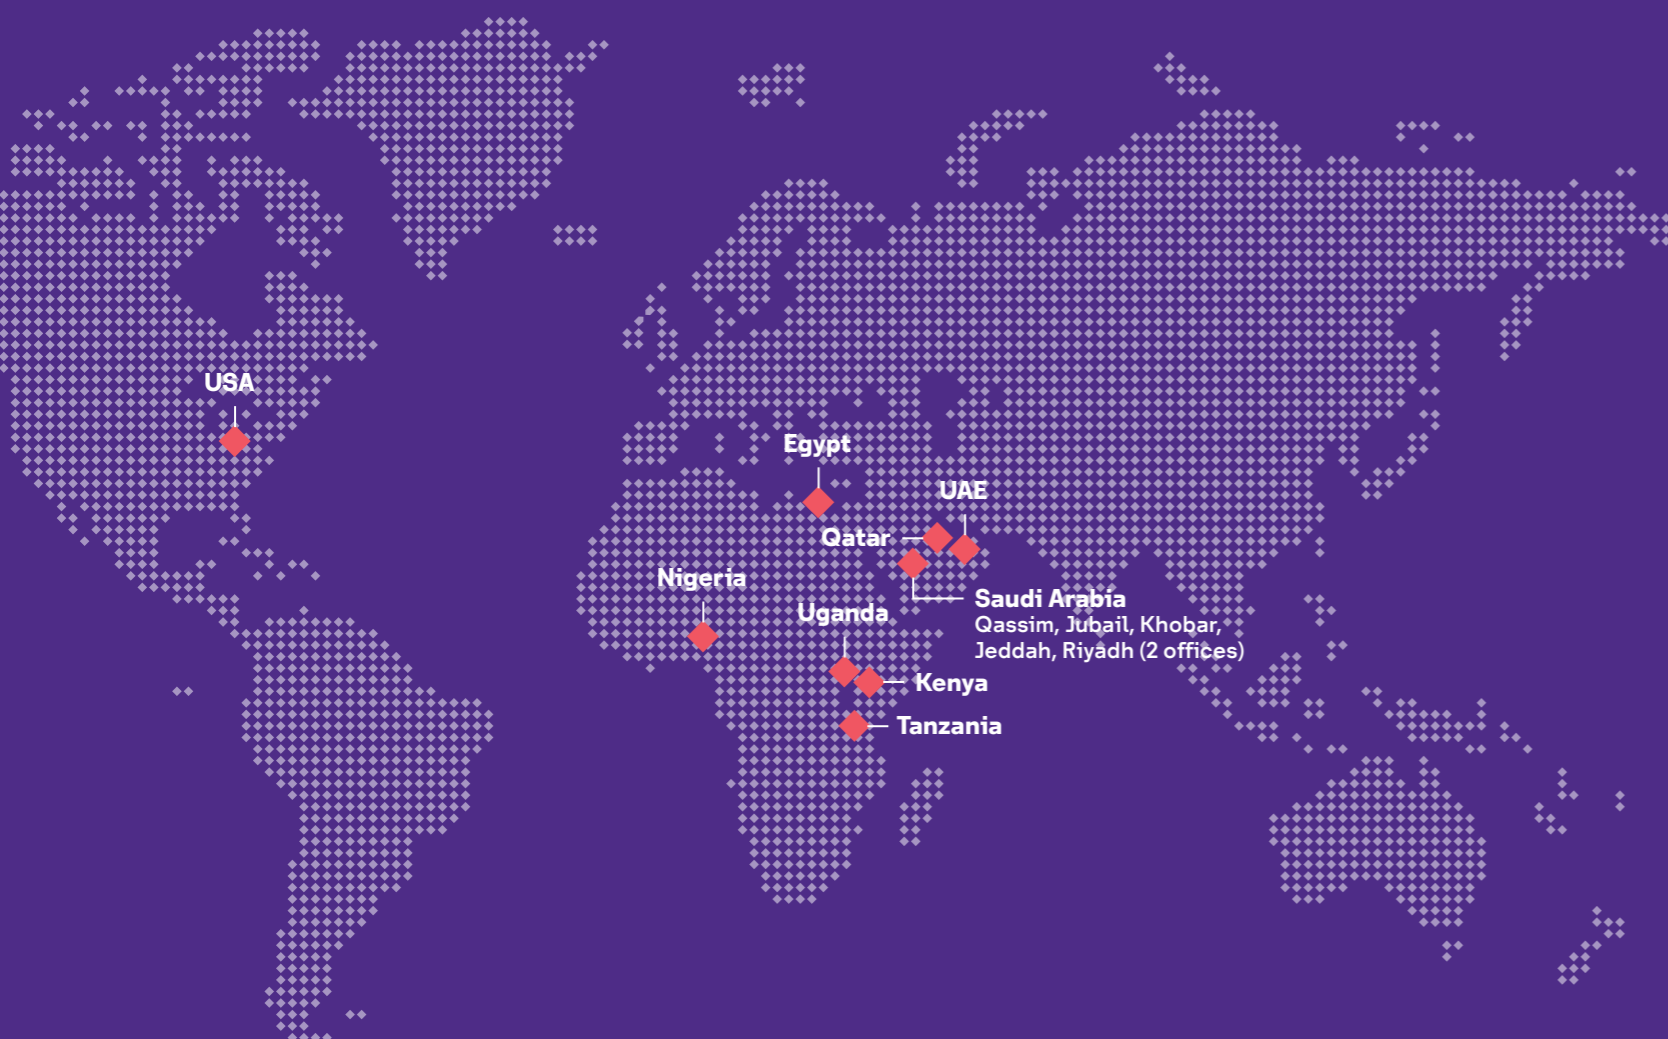 USA
Egypt
UAE
Qatar
Nigeria
Saudi Arabia
Qassim, Jubail, Khobar,
Jeddah, Riyadh (2 offices)
Uganda
Kenya
Tanzania